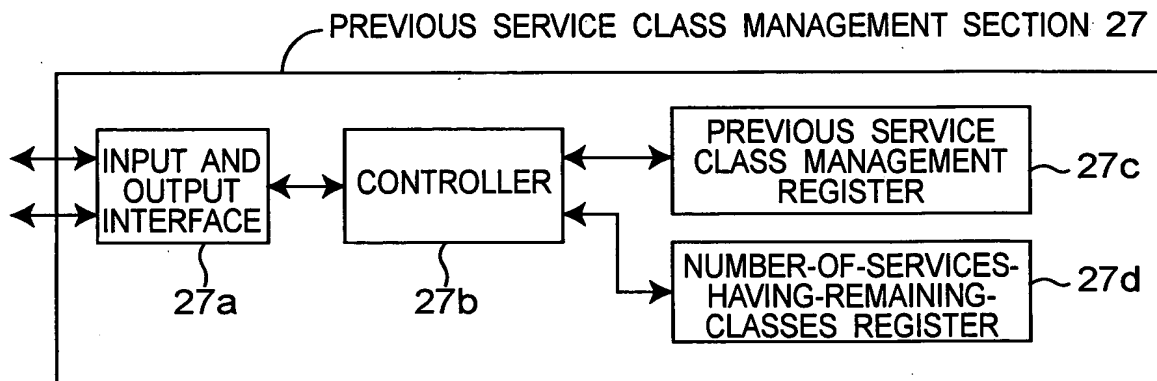 PREVIOUS SERVICE CLASS MANAGEMENT SECTION 27
INPUT AND
OUTPUT
INTERFACE
27a
CONTROLLER
27b
PREVIOUS SERVICE
CLASS MANAGEMENT
REGISTER
27c
NUMBER-OF-SERVICES-
HAVING-REMAINING-
CLASSES REGISTER
27d